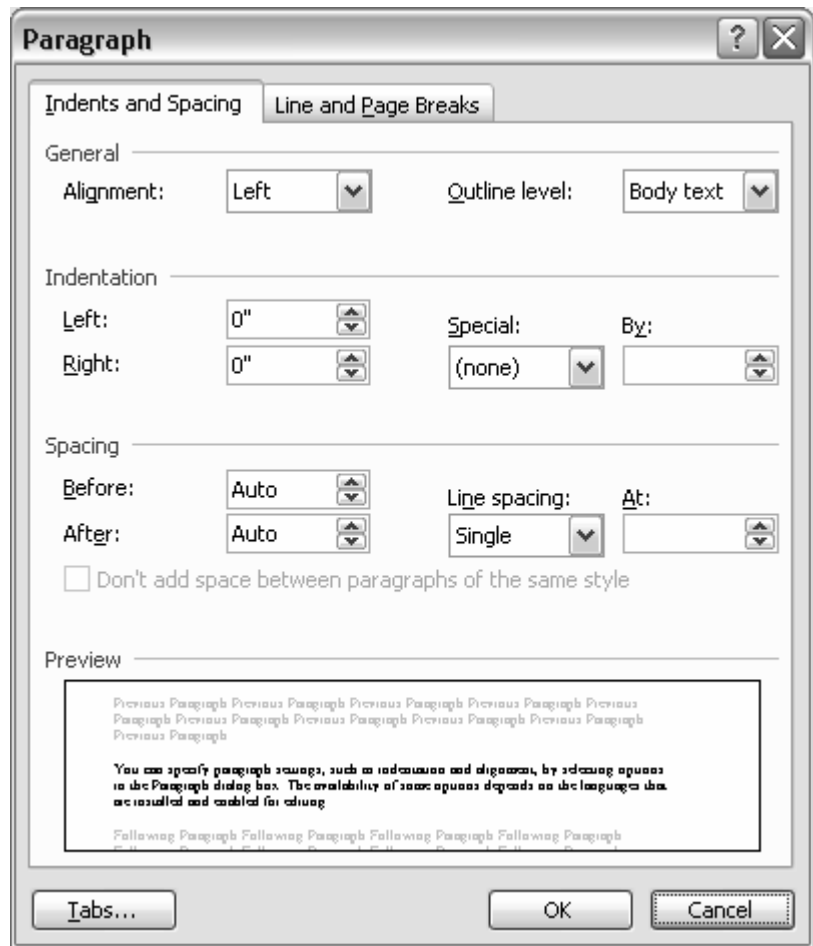 Paragraph
Indents and Spacing Line and Page Breaks
General
Alignment: Left Outline level: Body text
Indentation
Left: 0" Special: By:
Right: 0" (none)
Spacing
Before: Auto Line spacing: At:
After: Auto Single
Don't add space between paragraphs of the same style
Preview
Previous Paragraph Previous Paragraph Previous Paragraph Previous Paragraph Previous
Paragraph Previous Paragraph Previous Paragraph Previous Paragraph Previous Paragraph
Previous Paragraph
You can specify paragraph settings, such as indentation and alignment, by selecting options
in the Paragraph dialog box. The availability of some options depends on the languages that
are installed and enabled for editing
Following Paragraph Following Paragraph Following Paragraph Following Paragraph
Tabs... OK Cancel